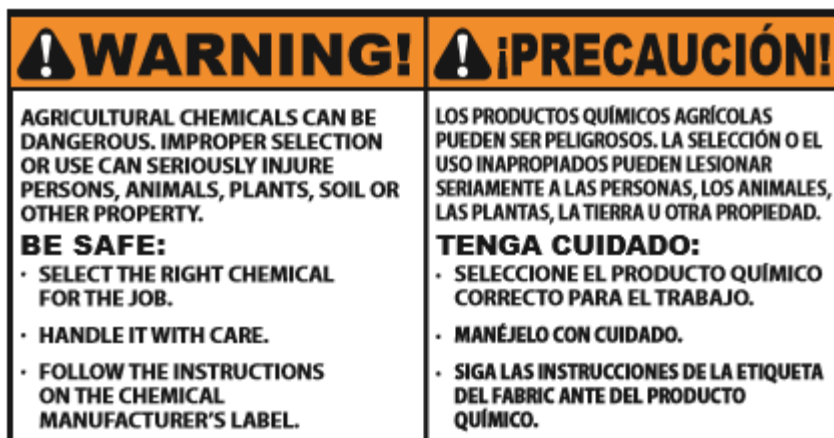 WARNING!
AGRICULTURAL CHEMICALS CAN BE
DANGEROUS. IMPROPER SELECTION
OR USE CAN SERIOUSLY INJURE
PERSONS, ANIMALS, PLANTS, SOIL OR
OTHER PROPERTY.
BE SAFE:
· SELECT THE RIGHT CHEMICAL
FOR THE JOB.
· HANDLE IT WITH CARE.
· FOLLOW THE INSTRUCTIONS
ON THE CHEMICAL
MANUFACTURER'S LABEL.
¡PRECAUCIÓN!
LOS PRODUCTOS QUÍMICOS AGRÍCOLAS
PUEDEN SER PELIGROSOS. LA SELECCIÓN O EL
USO INAPROPIADOS PUEDEN LESIONAR
SERIAMENTE A LAS PERSONAS, LOS ANIMALES,
LAS PLANTAS, LA TIERRA U OTRA PROPIEDAD.
TENGA CUIDADO:
· SELECCIONE EL PRODUCTO QUÍMICO
CORRECTO PARA EL TRABAJO.
· MANÉJELO CON CUIDADO.
· SIGA LAS INSTRUCCIONES DE LA ETIQUETA
DEL FABRIC ANTE DEL PRODUCTO
QUÍMICO.